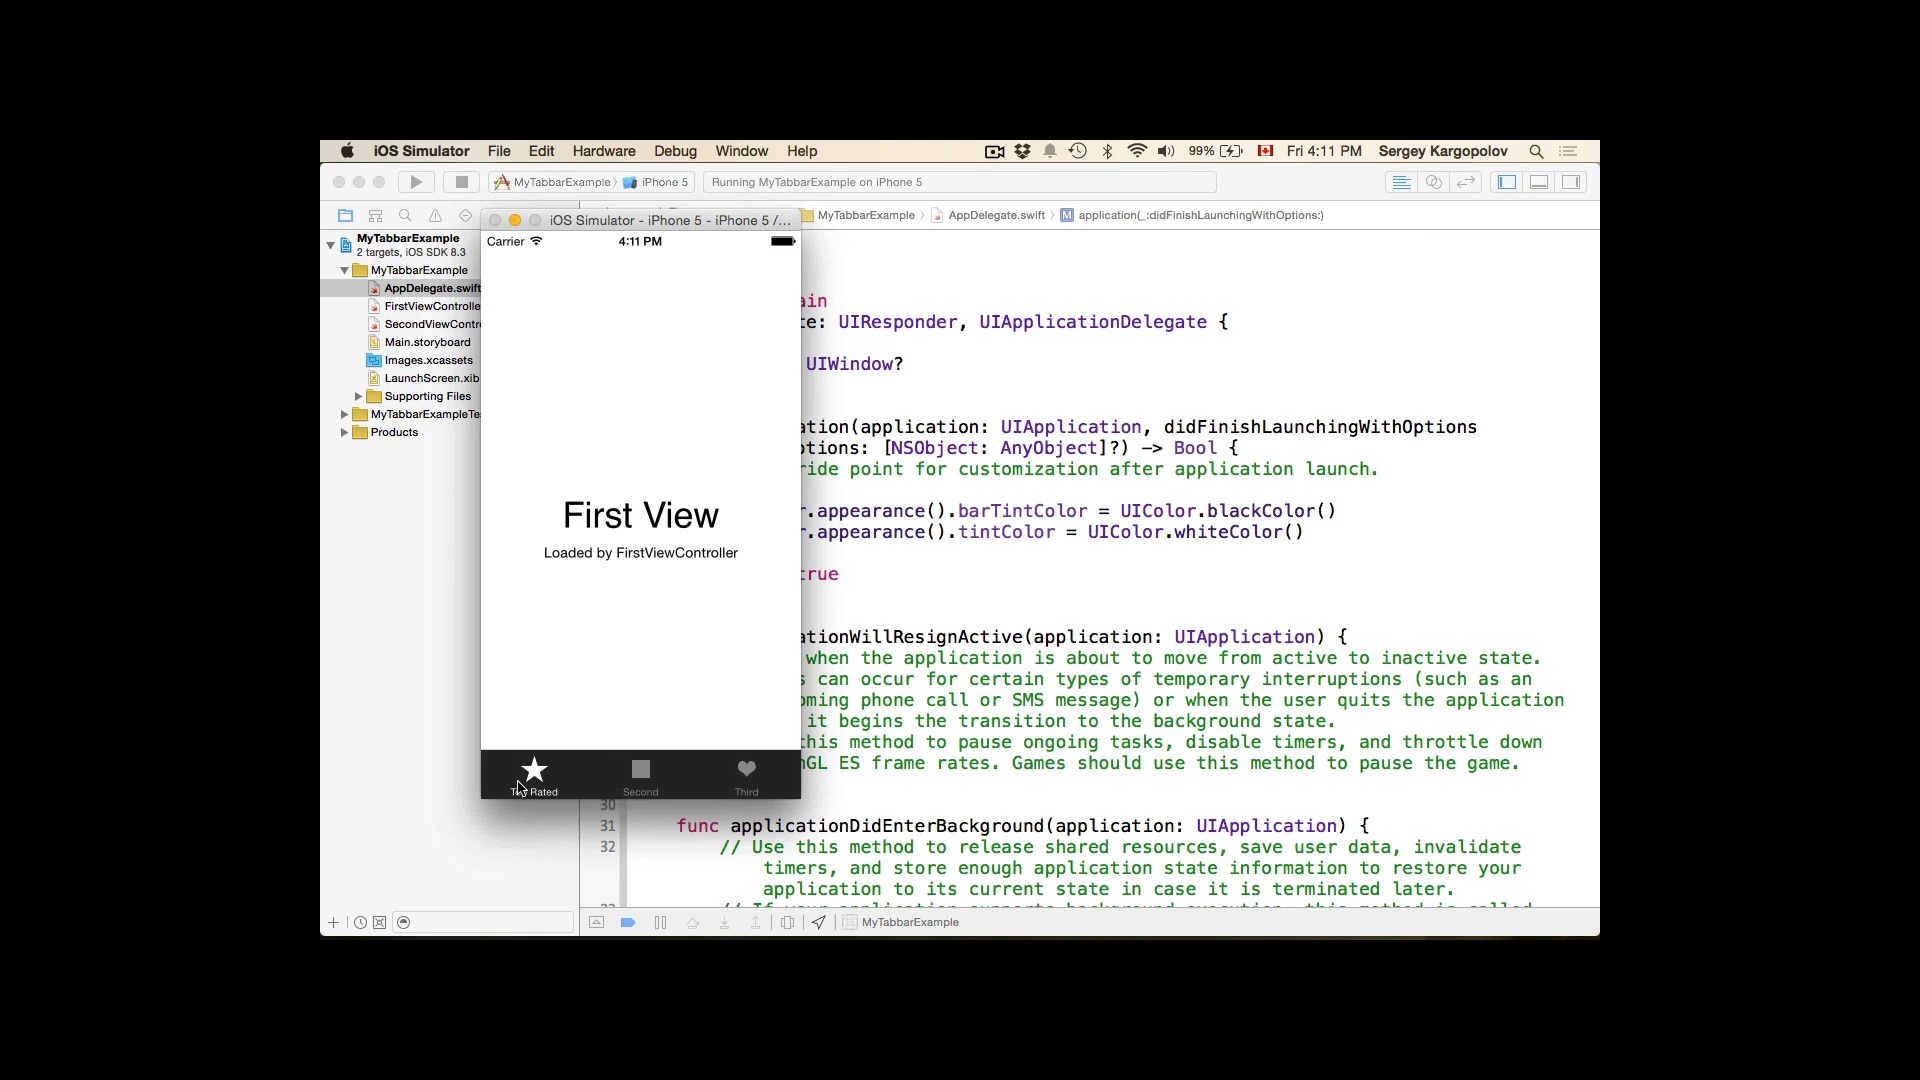 iOS Simulator File Edit Hardware Debug Window Help 99% Fri 4:11 PM Sergey Kargopolov
MyTabbarExample iPhone 5 Running MyTabbarExample on iPhone 5
iOS Simulator - iPhone 5 - iPhone 5 /...
MyTabbarExample AppDelegate.swift M application(_:didFinishLaunchingWithOptions:)
MyTabbarExample
2 targets, iOS SDK 8.3
MyTabbarExample
AppDelegate.swift
FirstViewControlle
SecondViewContr
Main.storyboard
Images.xcassets
LaunchScreen.xib
Supporting Files
MyTabbarExampleTe
Products
Carrier 4:11 PM
First View
Loaded by FirstViewController
Rated Second Third
ain
te: UIResponder, UIApplicationDelegate {
UIWindow?
ation(application: UIApplication, didFinishLaunchingWithOptions
ptions: [NSObject: AnyObject]?) -> Bool {
ride point for customization after application launch.
r.appearance().barTintColor = UIColor.blackColor()
r.appearance().tintColor = UIColor.whiteColor()
true
ationWillResignActive(application: UIApplication) {
when the application is about to move from active to inactive state.
s can occur for certain types of temporary interruptions (such as an
oming phone call or SMS message) or when the user quits the application
it begins the transition to the background state.
this method to pause ongoing tasks, disable timers, and throttle down
nGL ES frame rates. Games should use this method to pause the game.
30
31 func applicationDidEnterBackground(application: UIApplication) {
32 // Use this method to release shared resources, save user data, invalidate
timers, and store enough application state information to restore your
application to its current state in case it is terminated later.
MyTabbarExample